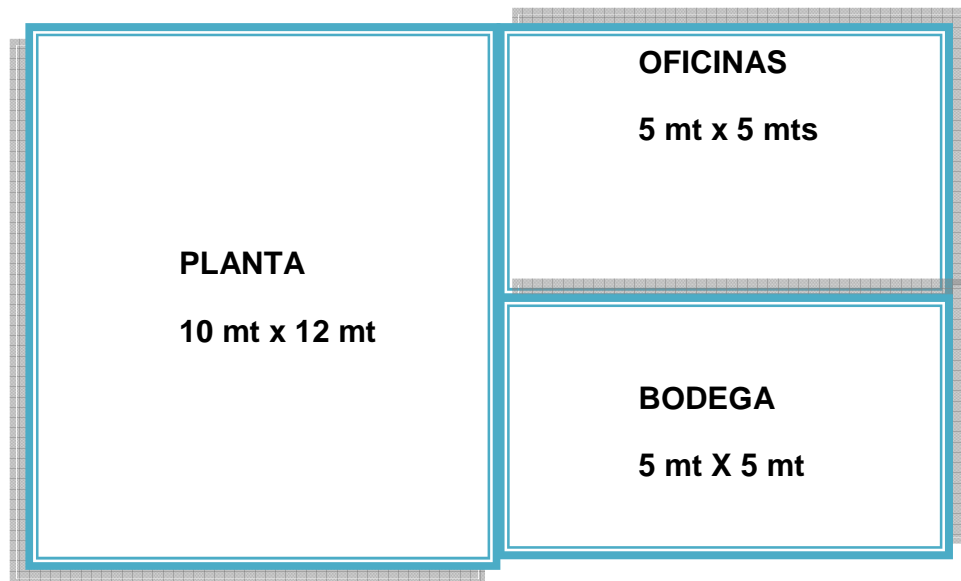 PLANTA
10 mt x 12 mt
OFICINAS
5 mt x 5 mts
BODEGA
5 mt X 5 mt